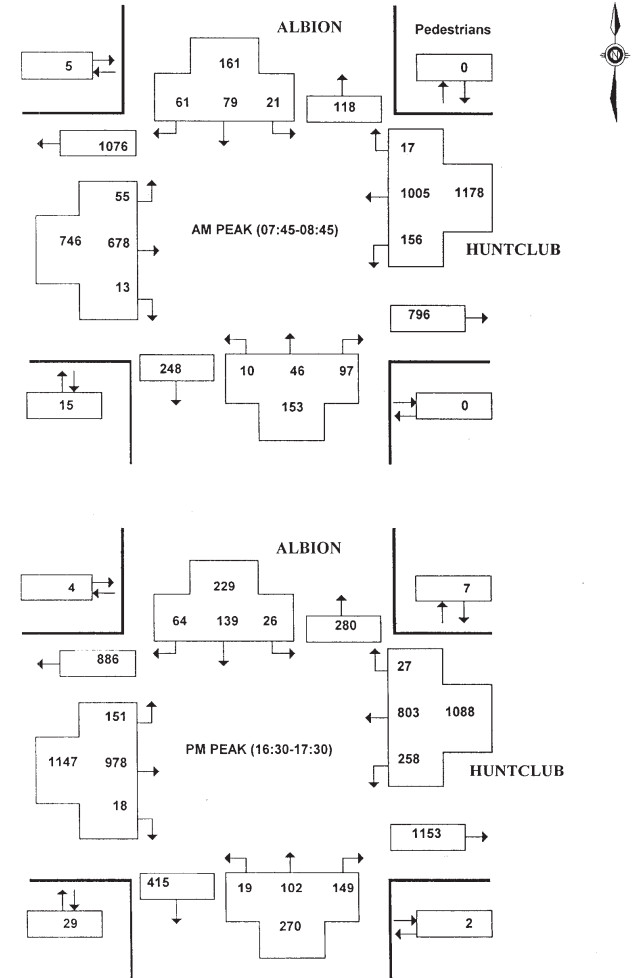 ALBION
Pedestrians
5
161
0
61 79 21
118
N
1076
17
55
1005 1178
746 678
AM PEAK (07:45-08:45)
156
13
HUNTCLUB
796
248
10 46 97
15
153
0
ALBION
4
229
7
64 139 26
280
886
27
151
803 1088
1147 978
PM PEAK (16:30-17:30)
258
18
HUNTCLUB
1153
415
19 102 149
29
270
2